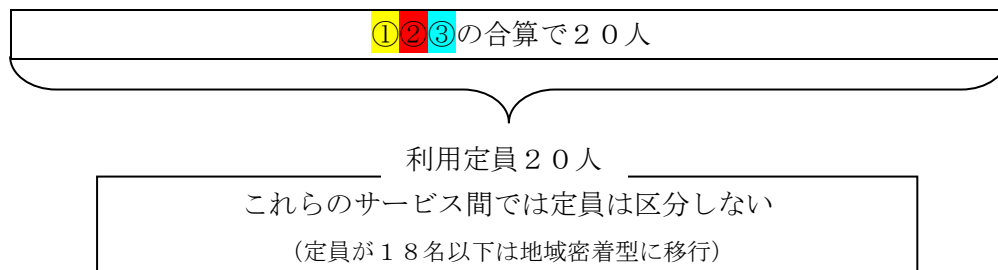 ①②③の合算で２０人
利用定員２０人
これらのサービス間では定員は区分しない
（定員が１８名以下は地域密着型に移行）